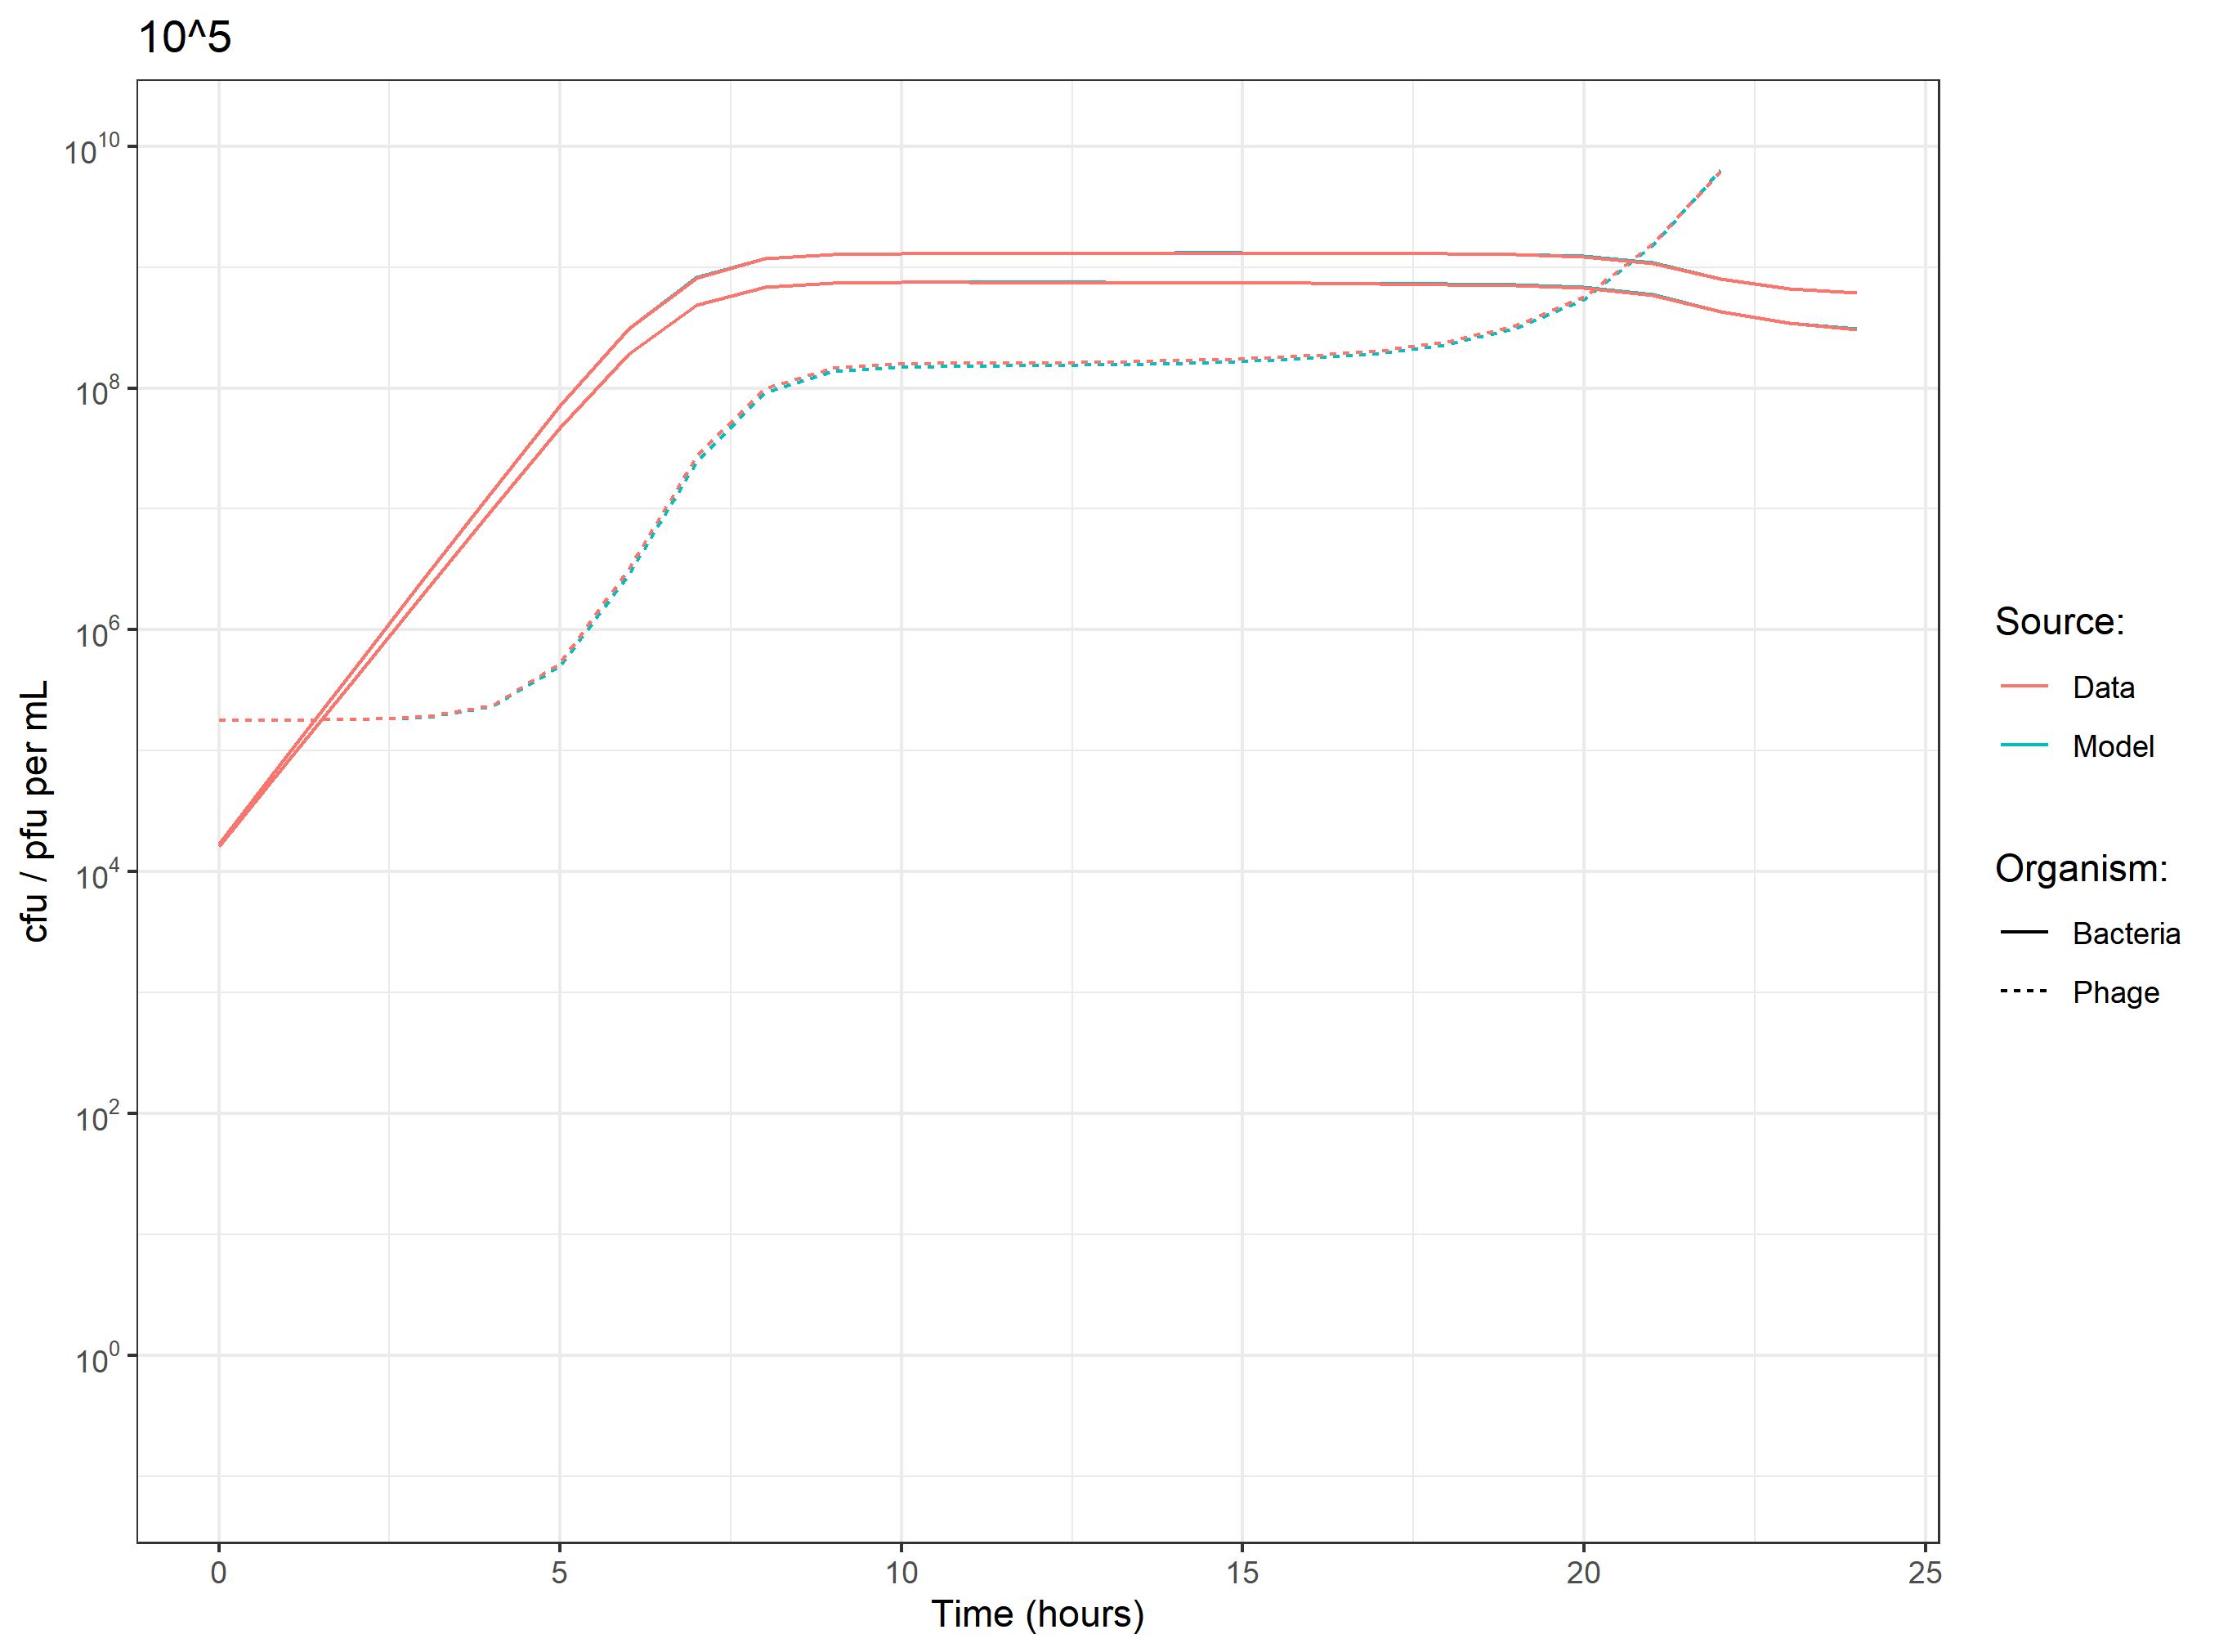 10^5
10^10
10^8
10^6
10^4
10^2
10^0
cfu / pfu per mL
0 5 10 15 20 25
Time (hours)
Source:
Data
Model
Organism:
Bacteria
Phage